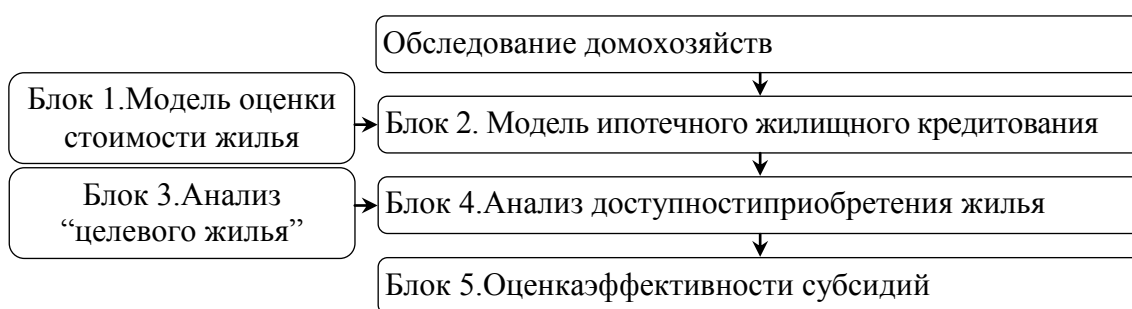 Обследование домохозяйств
Блок 1.Модель оценки
стоимости жилья
Блок 2. Модель ипотечного жилищного кредитования
Блок 3.Анализ
“целевого жилья”
Блок 4.Анализ доступностиприобретения жилья
Блок 5.Оценкаэффективности субсидий